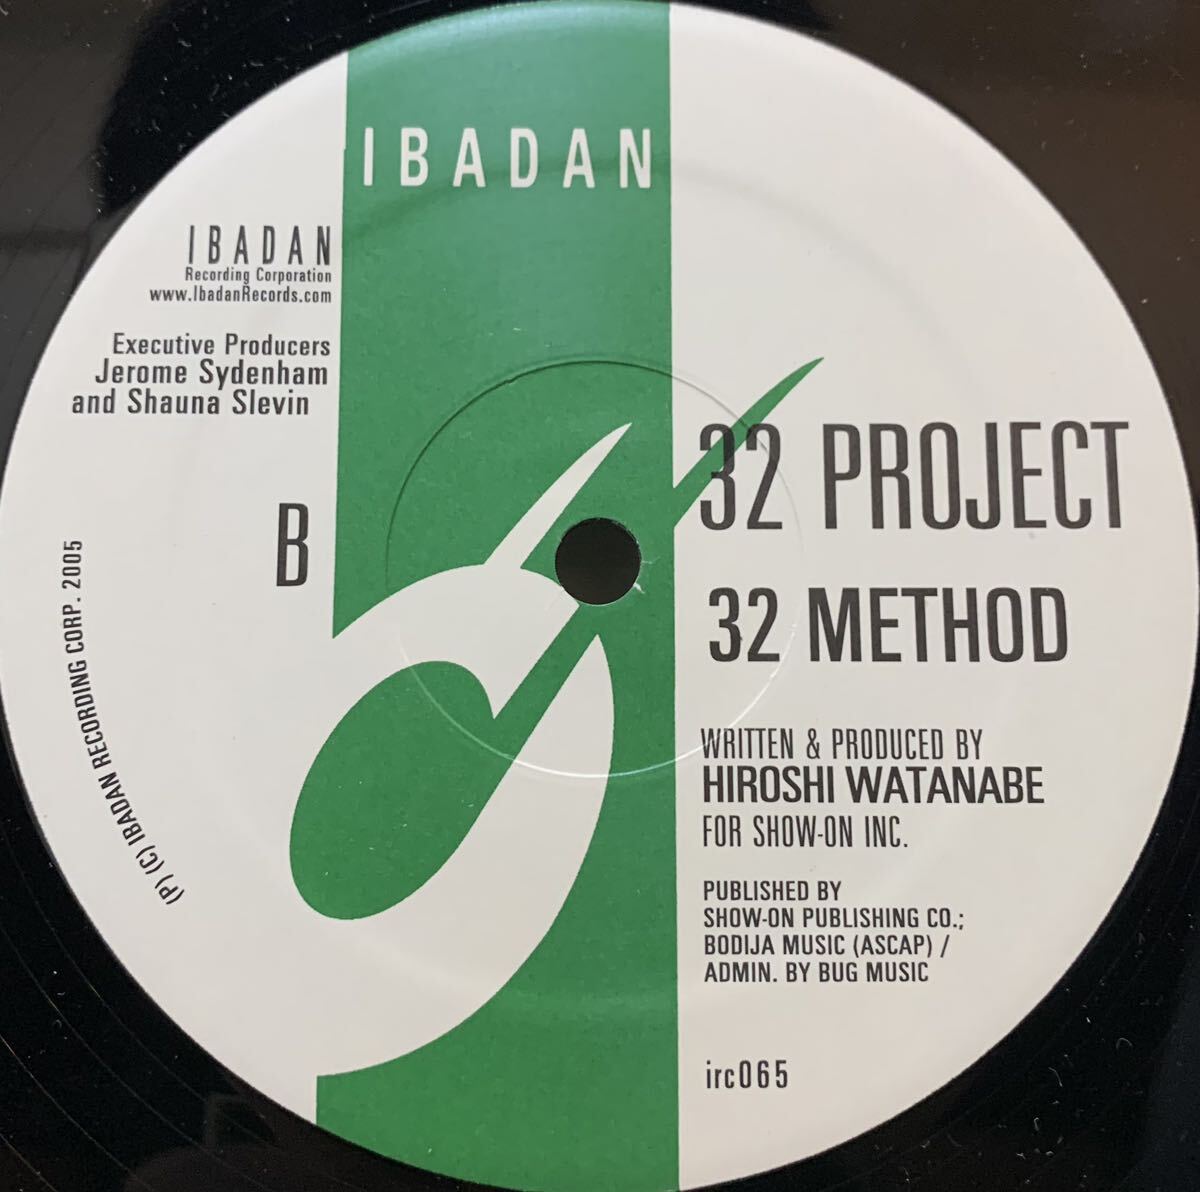 IBADAN
IBADAN
Recording Corporation
www.IbadanRecords.com
Executive Producers
Jerome Sydenham
and Shauna Slevin
B
(P) (C) IBADAN RECORDING CORP. 2005
32 PROJECT
32 METHOD
WRITTEN & PRODUCED BY
HIROSHI WATANABE
FOR SHOW-ON INC.
PUBLISHED BY
SHOW-ON PUBLISHING CO.;
BODIJA MUSIC (ASCAP) /
ADMIN. BY BUG MUSIC
irc065